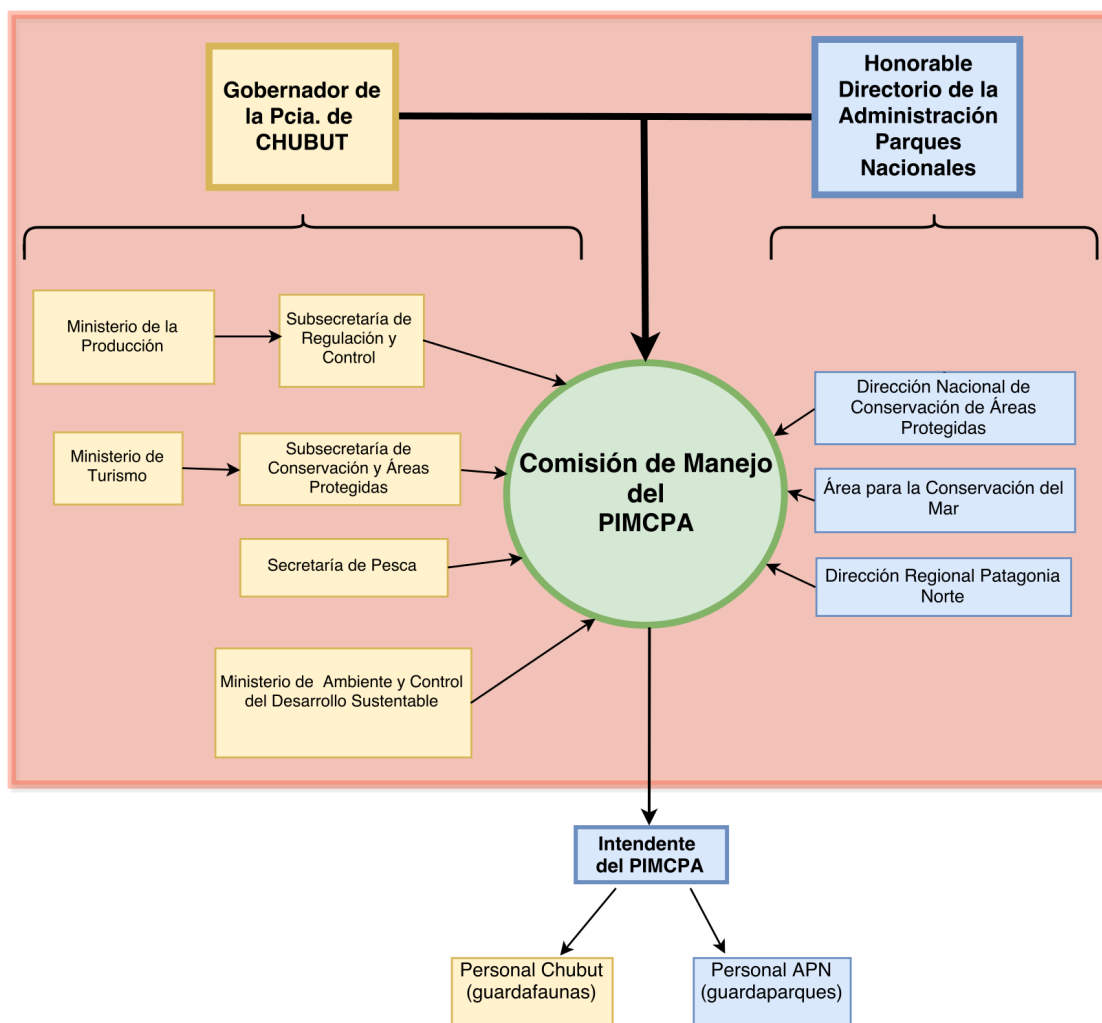 Gobernador de
la Pcia. de
CHUBUT
Honorable
Directorio de la
Administración
Parques
Nacionales
Ministerio de la
Producción
Subsecretaría de
Regulación y
Control
Ministerio de
Turismo
Subsecretaría de
Conservación y Áreas
Protegidas
Secretaría de Pesca
Ministerio de  Ambiente y Control
del Desarrollo Sustentable
Comisión de Manejo
del
PIMCPA
Dirección Nacional de
Conservación de Áreas
Protegidas
Área para la Conservación del
Mar
Dirección Regional Patagonia
Norte
Intendente
del PIMCPA
Personal Chubut
(guardafaunas)
Personal APN
(guardaparques)